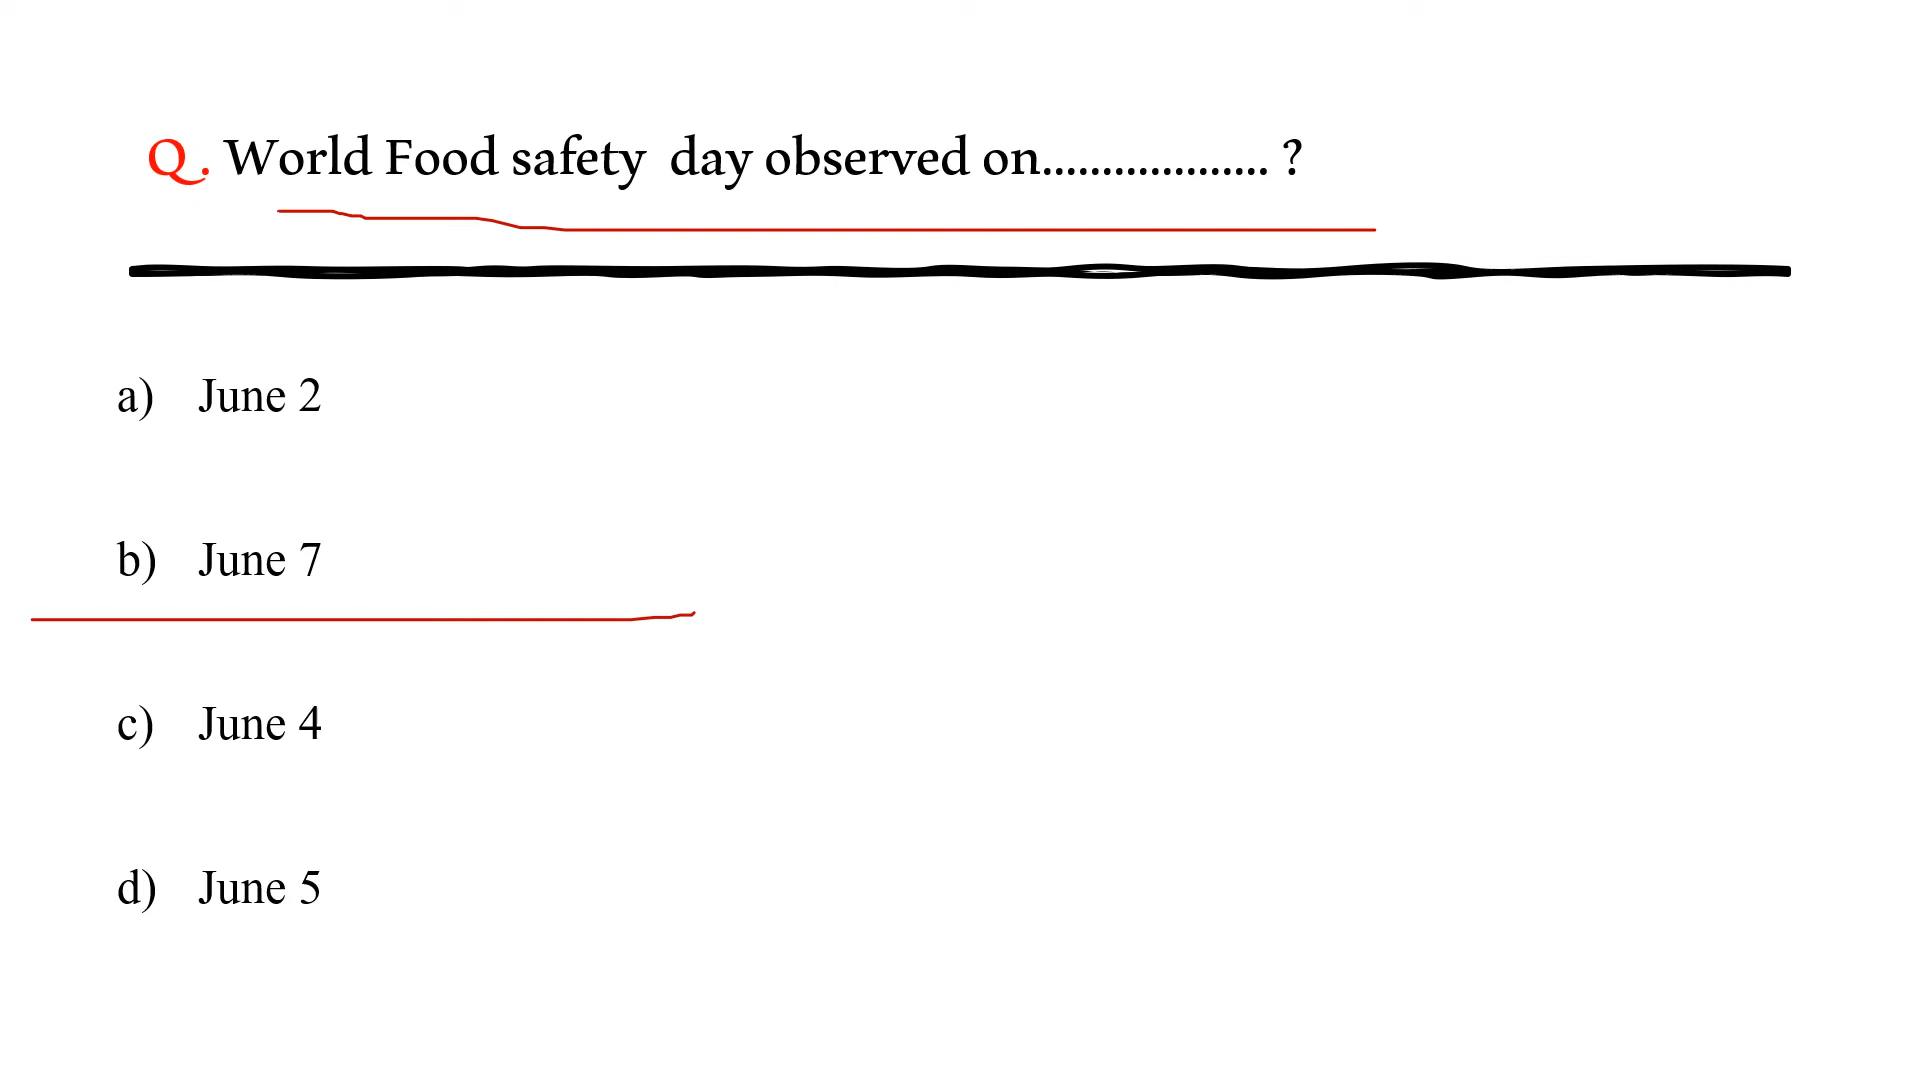 Q. World Food safety day observed on................... ?
a) June 2
b) June 7
c) June 4
d) June 5